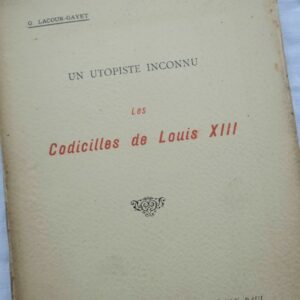 G. LACOUR-GAYET
UN UTOPISTE INCONNU
Les
Codicilles de Louis XIII